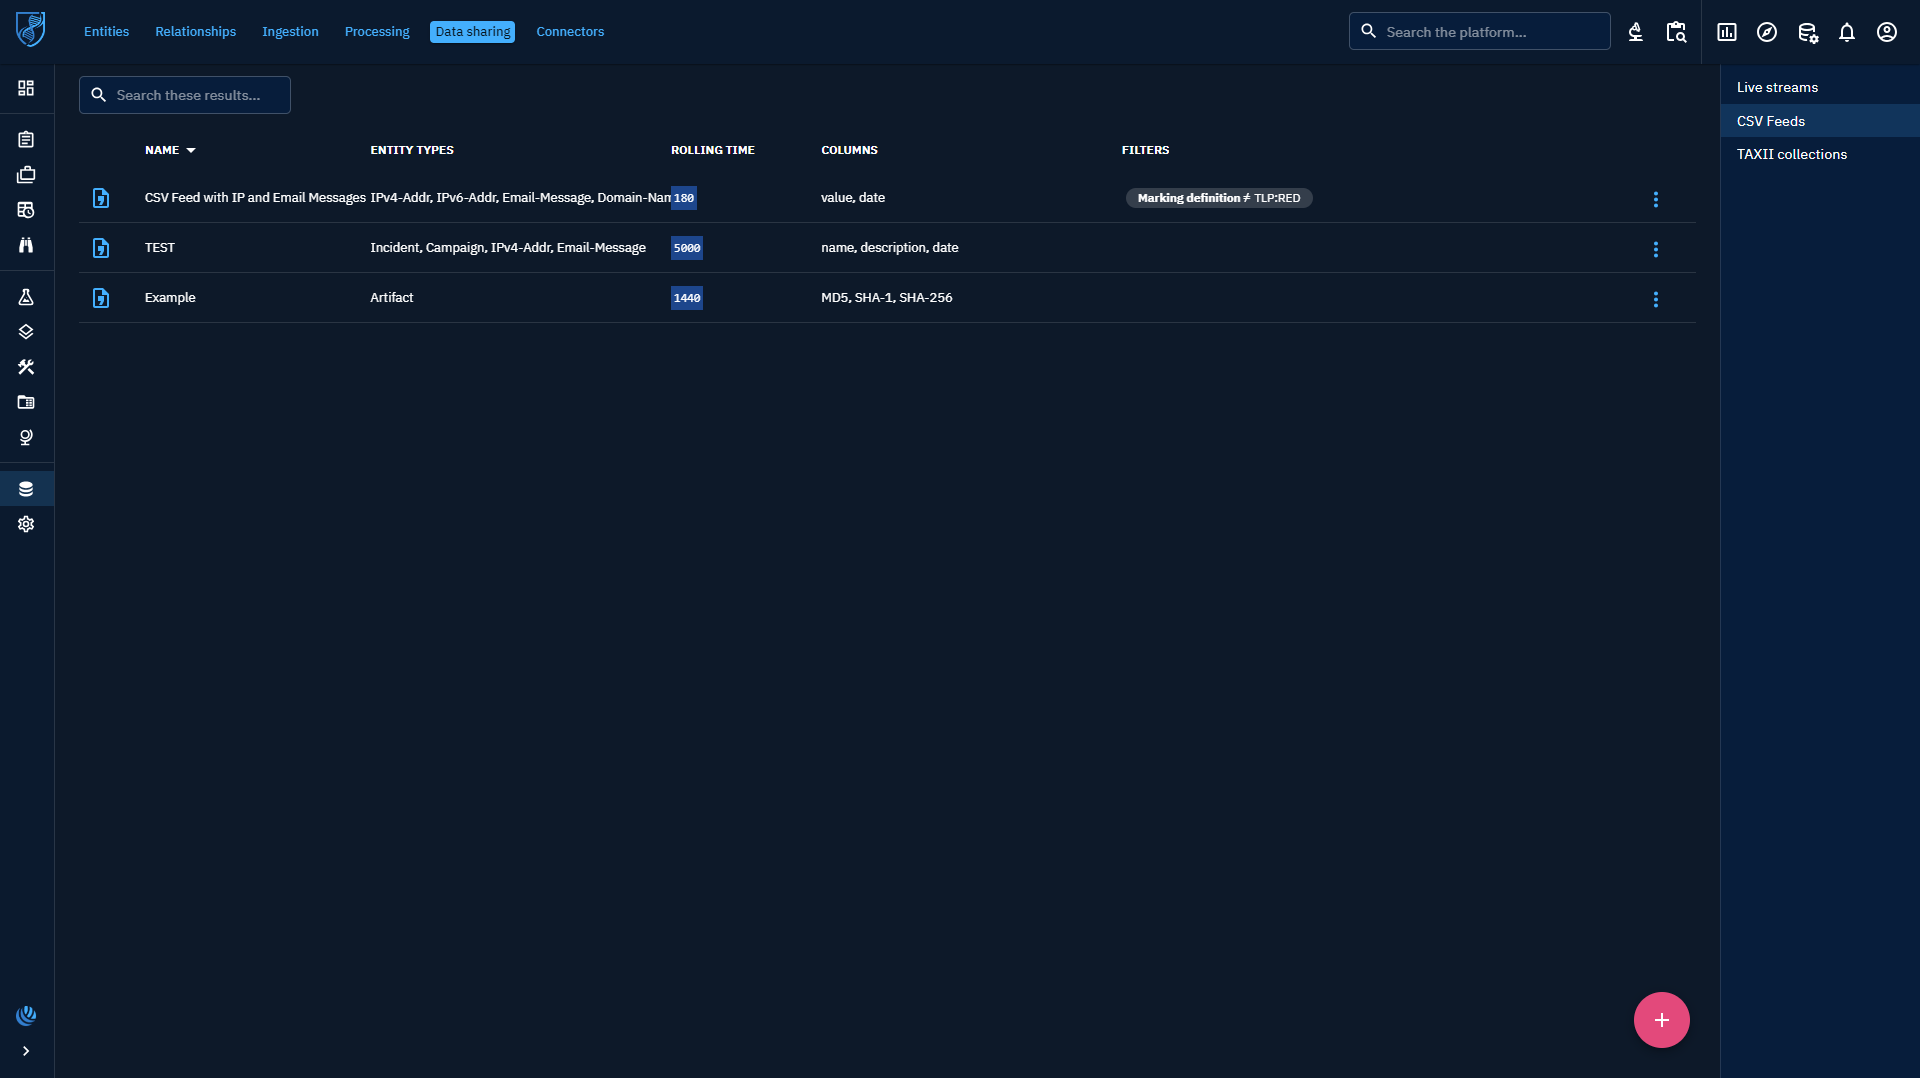 Entities Relationships Ingestion Processing Data sharing Connectors Search the platform...
Search these results...
NAME ENTITY TYPES ROLLING TIME COLUMNS FILTERS
CSV Feed with IP and Email Messages IPv4-Addr, IPv6-Addr, Email-Message, Domain-Nam 180 value, date Marking definition ≠ TLP:RED
TEST Incident, Campaign, IPv4-Addr, Email-Message 5000 name, description, date
Example Artifact 1440 MD5, SHA-1, SHA-256
Live streams
CSV Feeds
TAXII collections